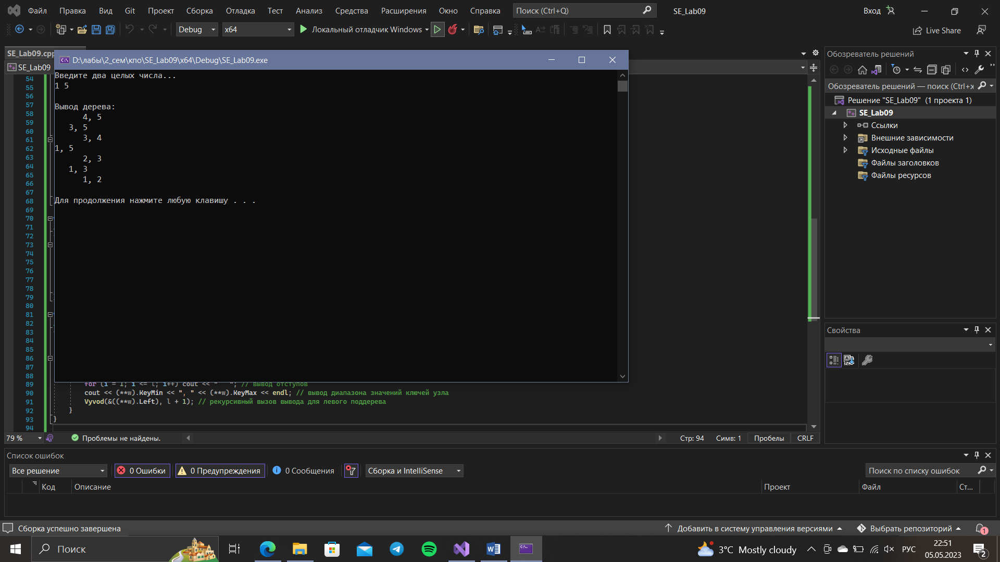 Файл Правка Вид Git Проект Сборка Отладка Тест Анализ Средства Расширения Окно Справка Поиск (Ctrl+Q) SE_Lab09 Вход
Debug x64 Локальный отладчик Windows Live Share
SE_Lab09.cpp
D:\лабы\2_сем\кпо\SE_Lab09\x64\Debug\SE_Lab09.exe
SE_Lab09
Введите два целых числа...
1 5
Вывод дерева:
4, 5
3, 5
3, 4
1, 5
2, 3
1, 3
1, 2
Для продолжения нажмите любую клавишу . . .
54
55
56
57
58
59
60
61
62
63
64
65
66
67
68
69
70
71
72
73
74
75
76
77
78
79
80
81
82
83
84
85
86
87
88
89 for (i = 1; i <= l; i++) cout << "   "; // вывод отступов
90 cout << (**w).KeyMin << ", " << (**w).KeyMax << endl; // вывод диапазона значений ключей узла
91 Vyvod(&((**w).Left), l + 1); // рекурсивный вызов вывода для левого поддерева
92 }
93 }
94
79 % Проблемы не найдены. Стр: 94 Симв: 1 Пробелы CRLF
Обозреватель решений
Обозреватель решений — поиск (Ctrl+ж
Решение "SE_Lab09" (1 проекта 1)
SE_Lab09
Ссылки
Внешние зависимости
Исходные файлы
Файлы заголовков
Файлы ресурсов
Свойства
Список ошибок
Все решение 0 Ошибки 0 Предупреждения 0 Сообщения Сборка и IntelliSense Поиск по списку ошибок
Код Описание Проект Файл Ст...
Сборка успешно завершена Добавить в систему управления версиями Выбрать репозиторий 1
Поиск 3°C Mostly cloudy РУС 22:51
05.05.2023 2